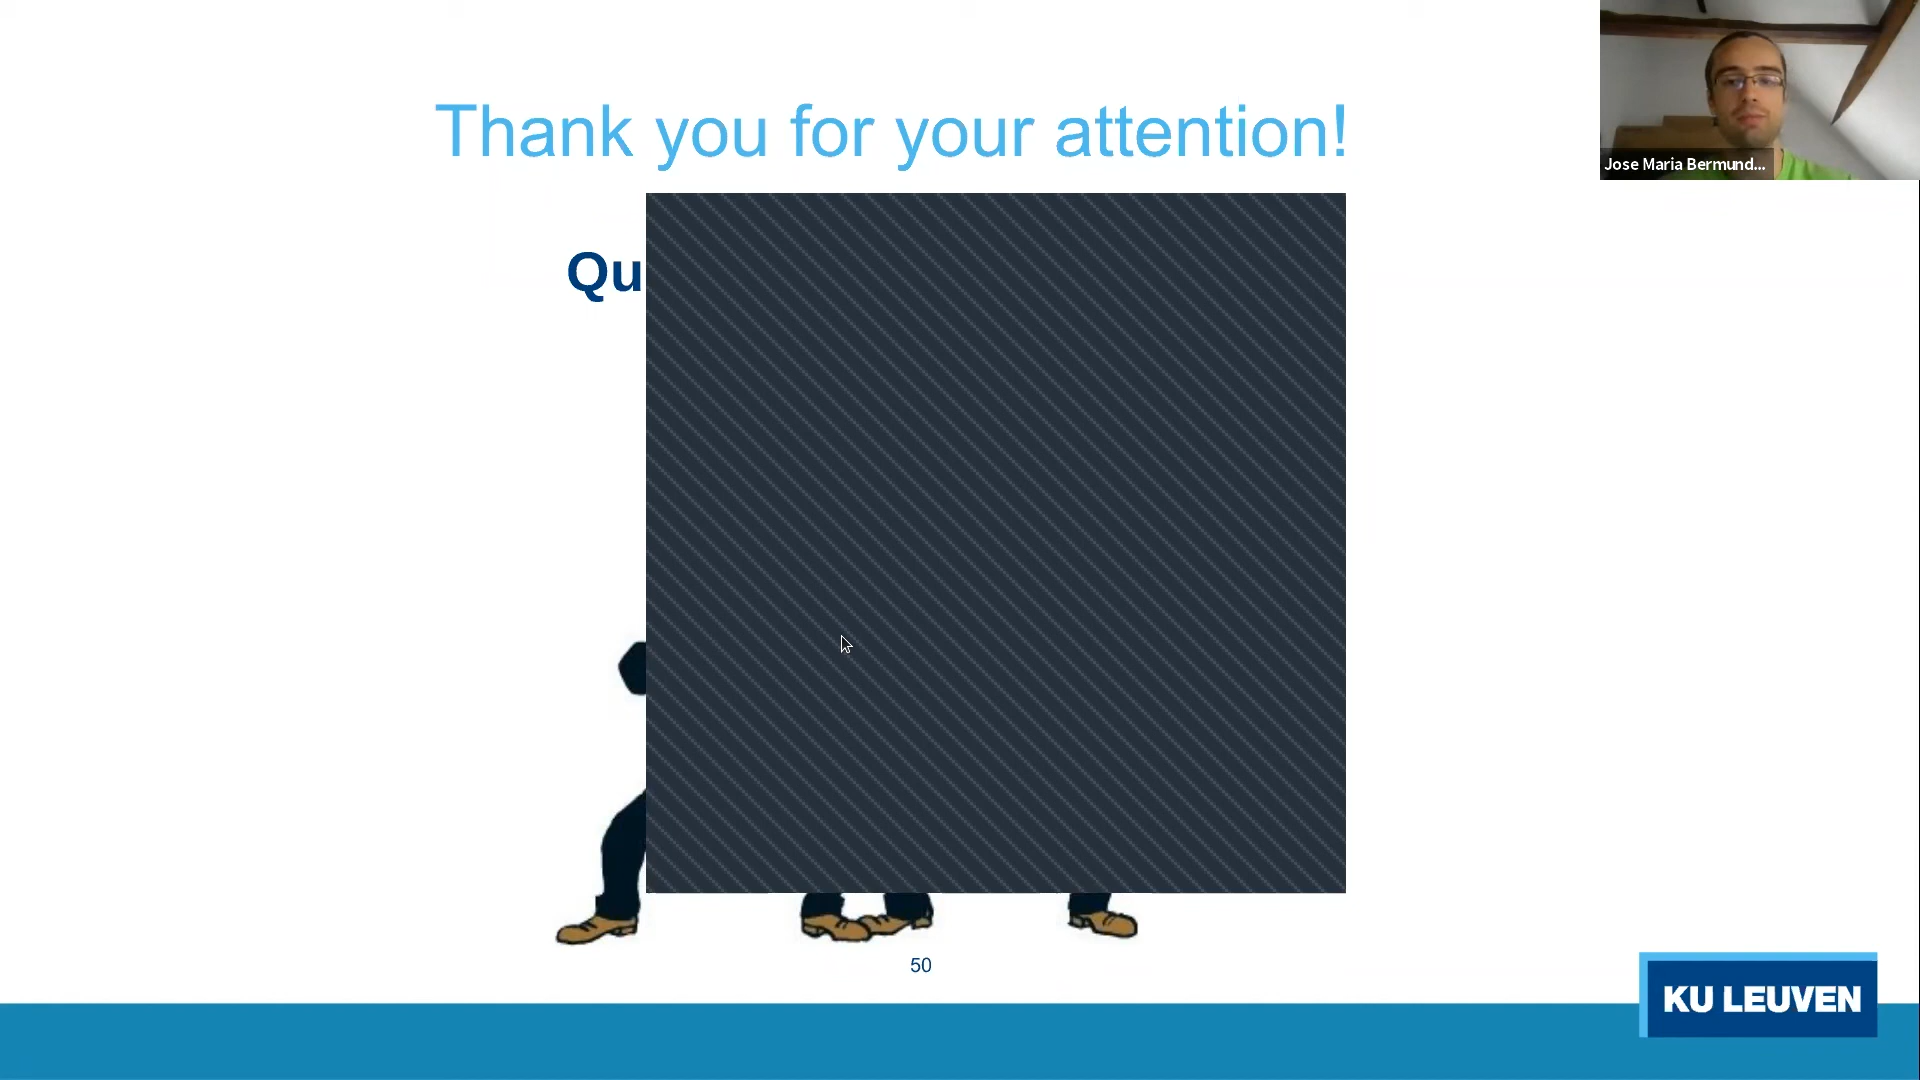 Thank you for your attention!
Jose Maria Bermund...
Qu
50
KU LEUVEN